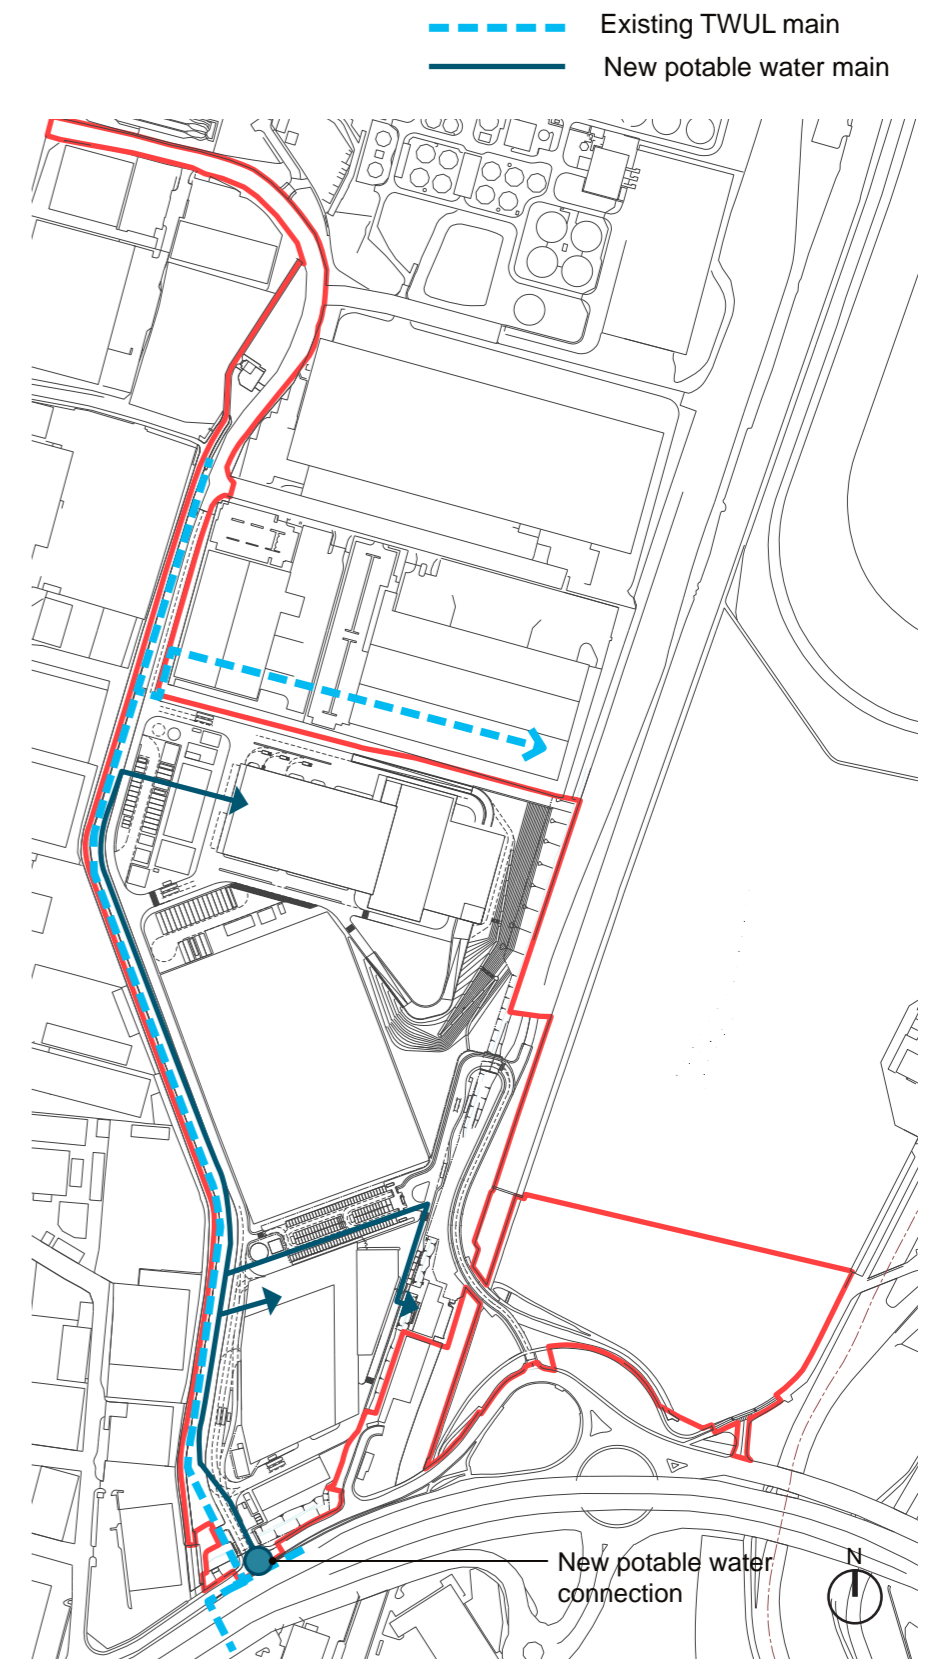 Existing TWUL main
New potable water main
New potable water
connection
N